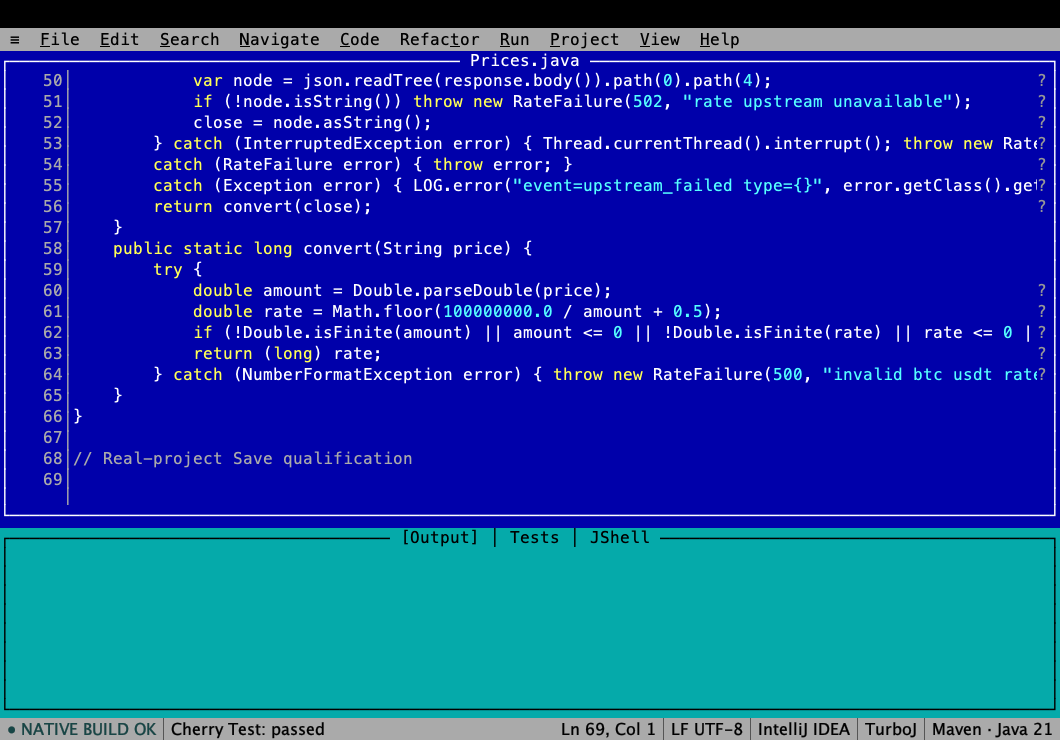 ≡ File Edit Search Navigate Code Refactor Run Project View Help
Prices.java
50 var node = json.readTree(response.body()).path(0).path(4); ?
51 if (!node.isString()) throw new RateFailure(502, "rate upstream unavailable"); ?
52 close = node.asString(); ?
53 } catch (InterruptedException error) { Thread.currentThread().interrupt(); throw new Rat ?
54 catch (RateFailure error) { throw error; } ?
55 catch (Exception error) { LOG.error("event=upstream_failed type={}", error.getClass().ge ?
56 return convert(close); ?
57 }
58 public static long convert(String price) {
59 try {
60 double amount = Double.parseDouble(price); ?
61 double rate = Math.floor(100000000.0 / amount + 0.5); ?
62 if (!Double.isFinite(amount) || amount <= 0 || !Double.isFinite(rate) || rate <= 0 | ?
63 return (long) rate; ?
64 } catch (NumberFormatException error) { throw new RateFailure(500, "invalid btc usdt rat ?
65 }
66 }
67
68 // Real-project Save qualification
69
[Output] | Tests | JShell
• NATIVE BUILD OK | Cherry Test: passed Ln 69, Col 1 | LF UTF-8 | IntelliJ IDEA | TurboJ | Maven · Java 21